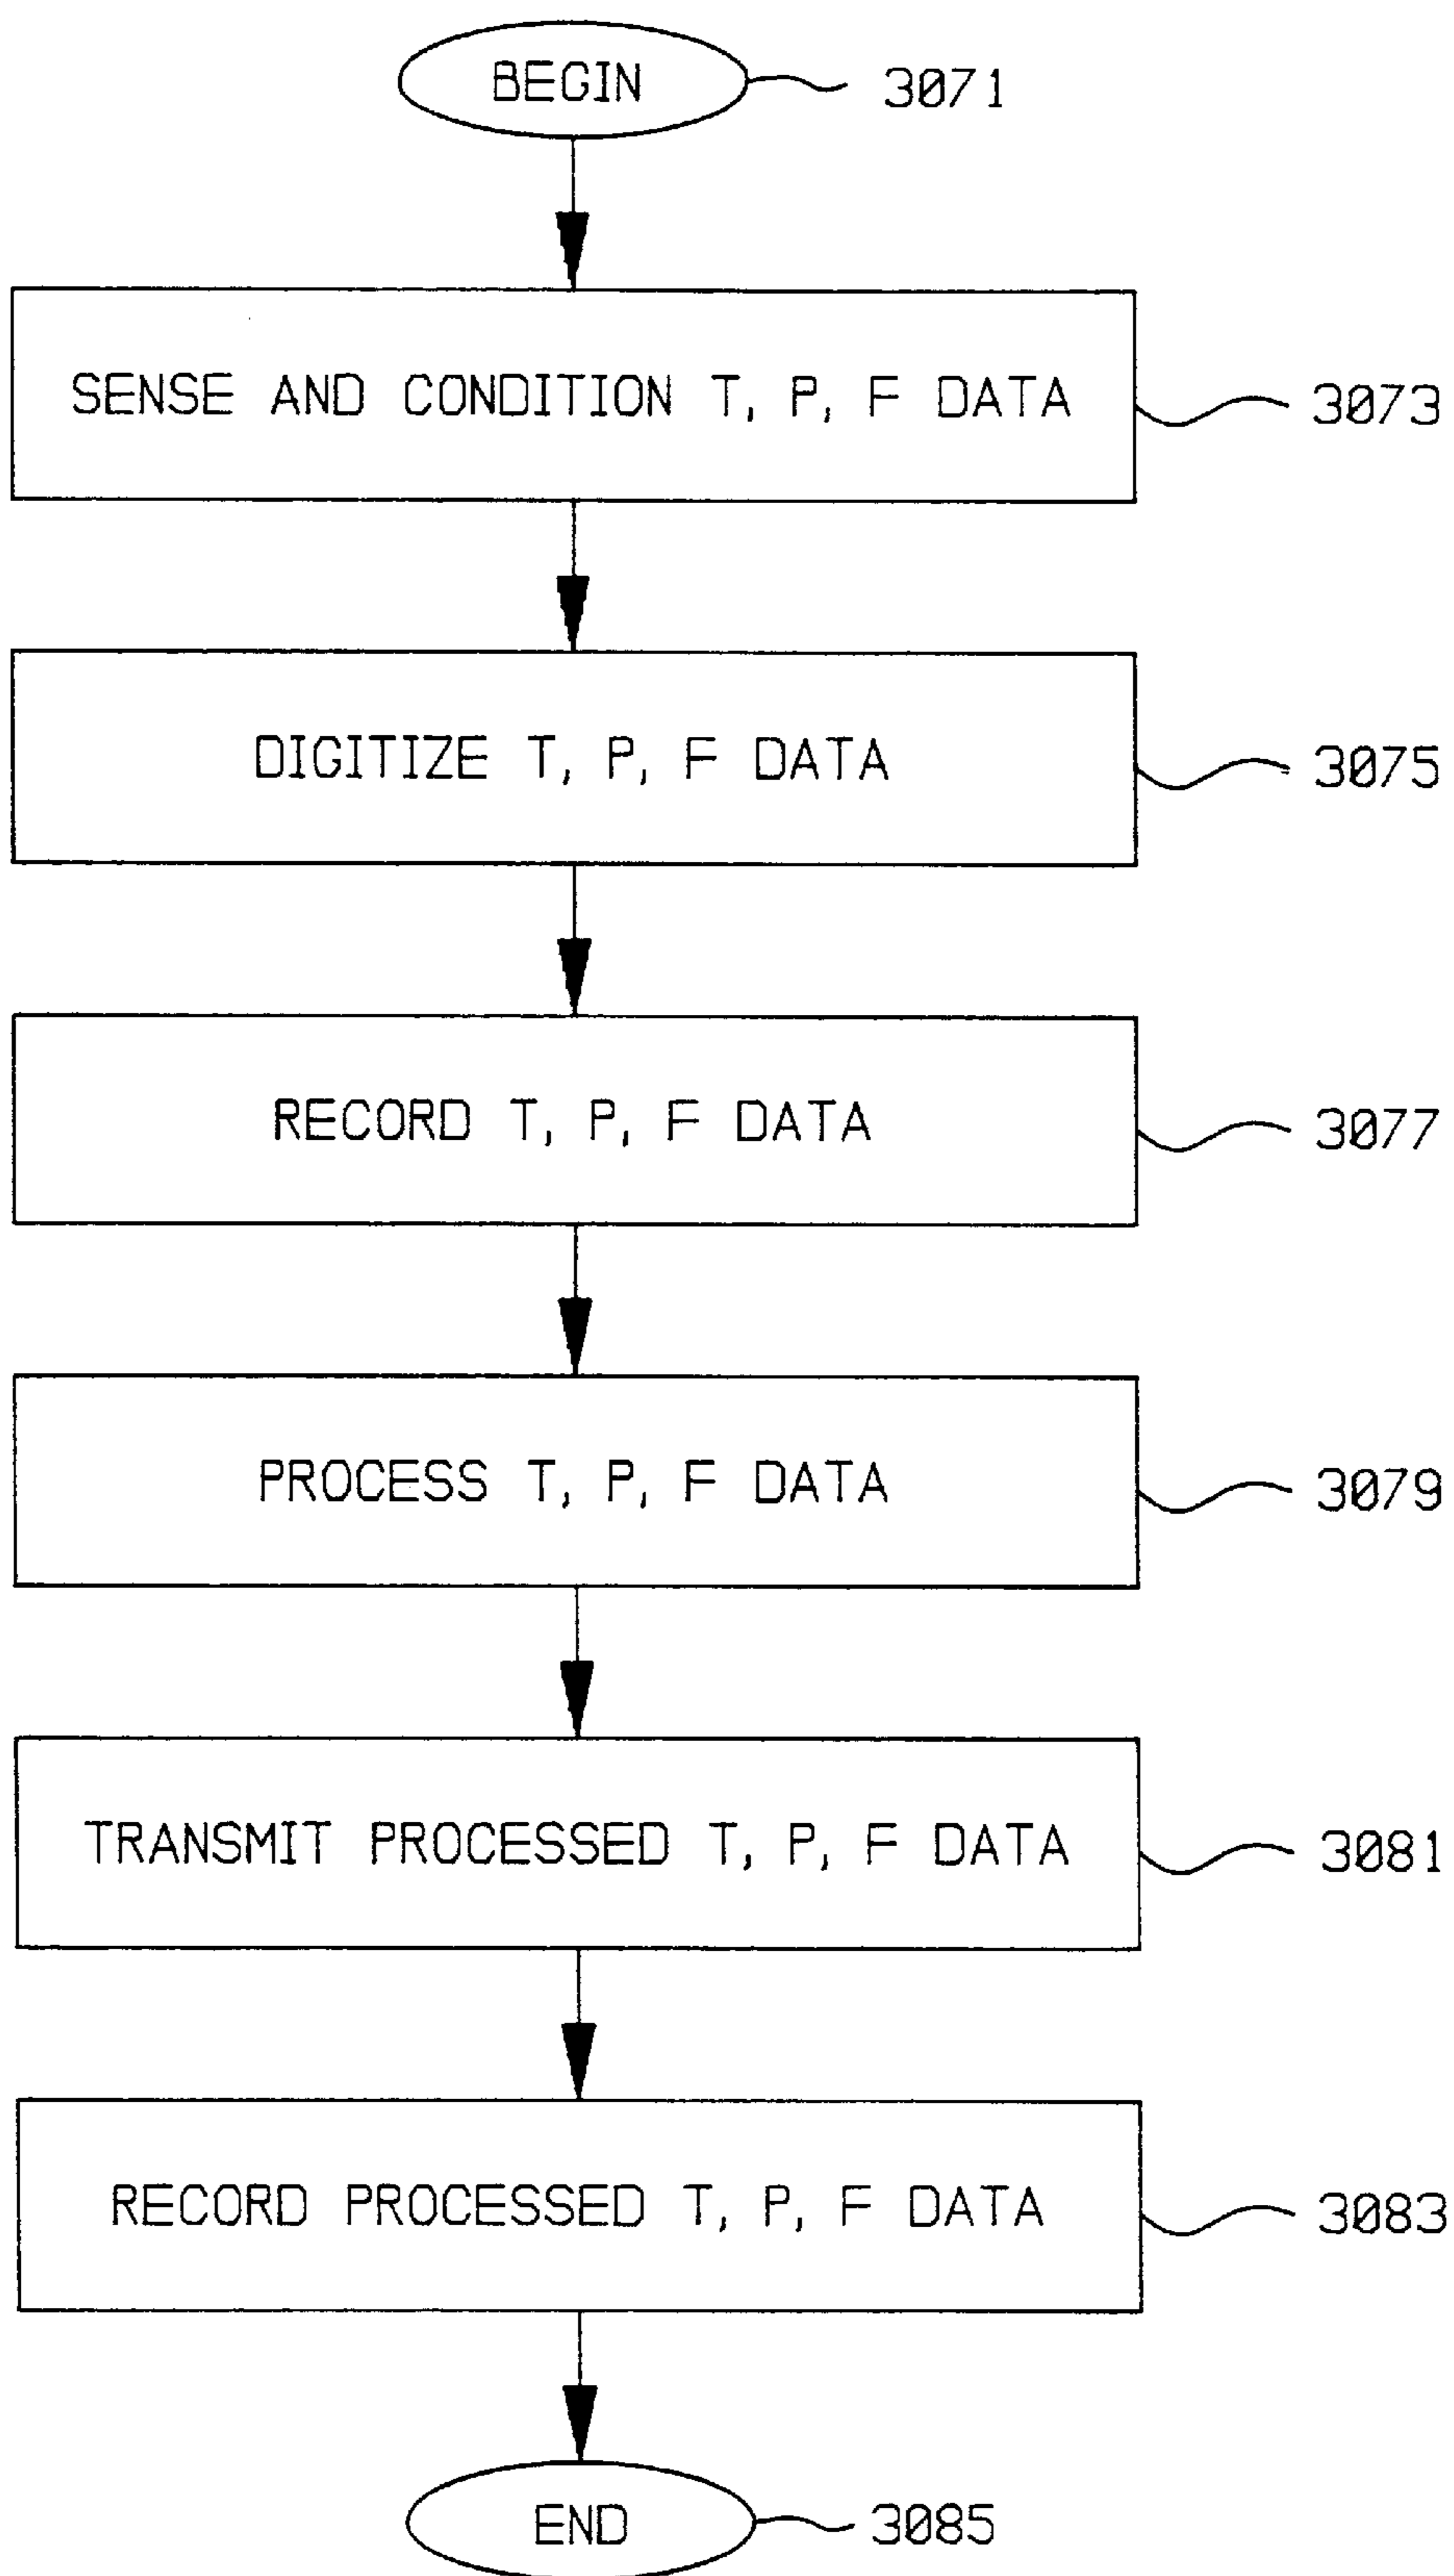 BEGIN 3071
SENSE AND CONDITION T, P, F DATA 3073
DIGITIZE T, P, F DATA 3075
RECORD T, P, F DATA 3077
PROCESS T, P, F DATA 3079
TRANSMIT PROCESSED T, P, F DATA 3081
RECORD PROCESSED T, P, F DATA 3083
END 3085